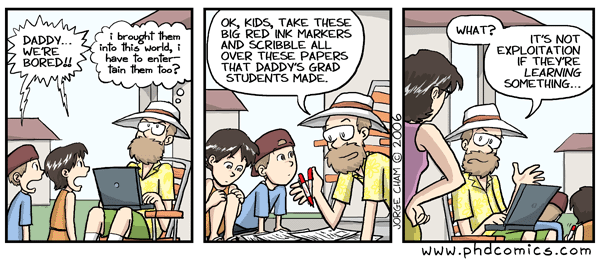 DADDY...
WE'RE
BORED!!
i brought them
into this world, i
have to enter-
tain them too?
OK, KIDS, TAKE THESE
BIG RED INK MARKERS
AND SCRIBBLE ALL
OVER THESE PAPERS
THAT DADDY'S GRAD
STUDENTS MADE.
JORGE CHAM © 2006
WHAT?
IT'S NOT
EXPLOITATION
IF THEY'RE
LEARNING
SOMETHING...
www.phdcomics.com